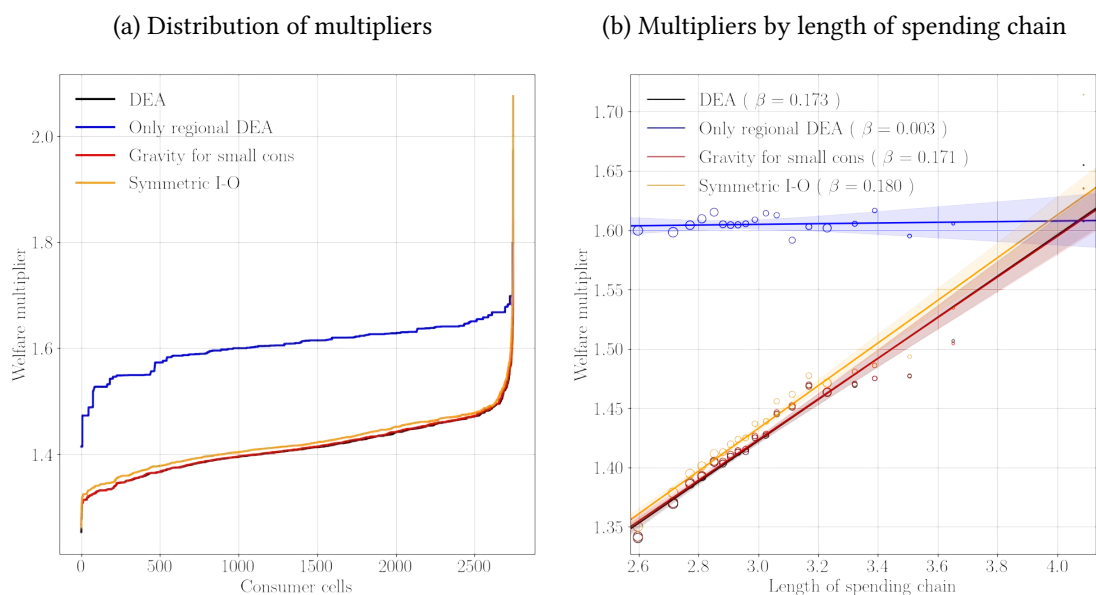 (a) Distribution of multipliers
DEA
Only regional DEA
Gravity for small cons
Symmetric I-O
2.0
1.8
1.6
1.4
Welfare multiplier
0
500
1000
1500
2000
2500
Consumer cells
(b) Multipliers by length of spending chain
DEA ( β = 0.173 )
Only regional DEA ( β = 0.003 )
Gravity for small cons ( β = 0.171 )
Symmetric I-O ( β = 0.180 )
1.70
1.65
1.60
1.55
1.50
1.45
1.40
1.35
Welfare multiplier
2.6
2.8
3.0
3.2
3.4
3.6
3.8
4.0
Length of spending chain